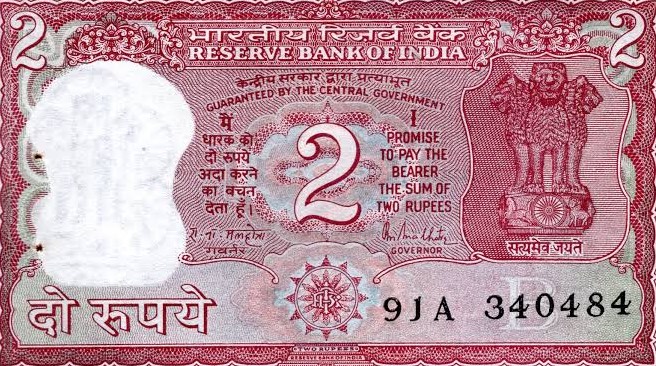 2 2
भारतीय रिज़र्व बैंक
RESERVE BANK OF INDIA
केन्द्रीय सरकार द्वारा प्रत्याभूत
GUARANTEED BY THE CENTRAL GOVERNMENT
मैं
धारक को
दो रुपये
अदा करने
का वचन
देता हूँ।
2
I
PROMISE
TO PAY THE
BEARER
THE SUM OF
TWO RUPEES
गवर्नर
GOVERNOR
सत्यमेव जयते
दो रूपये
9JA 340484
B
TWO RUPEES
RESERVE BANK OF INDIA